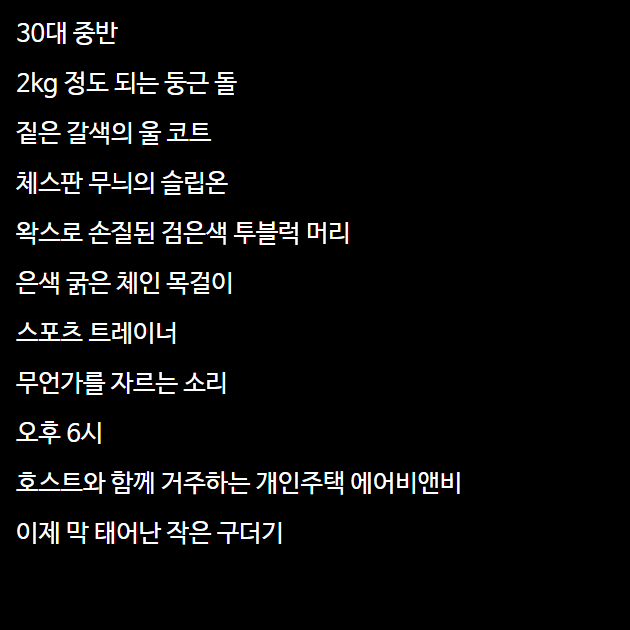 30대 중반
2kg 정도 되는 둥근 돌
짙은 갈색의 울 코트
체스판 무늬의 슬립온
왁스로 손질된 검은색 투블럭 머리
은색 굵은 체인 목걸이
스포츠 트레이너
무언가를 자르는 소리
오후 6시
호스트와 함께 거주하는 개인주택 에어비앤비
이제 막 태어난 작은 구더기